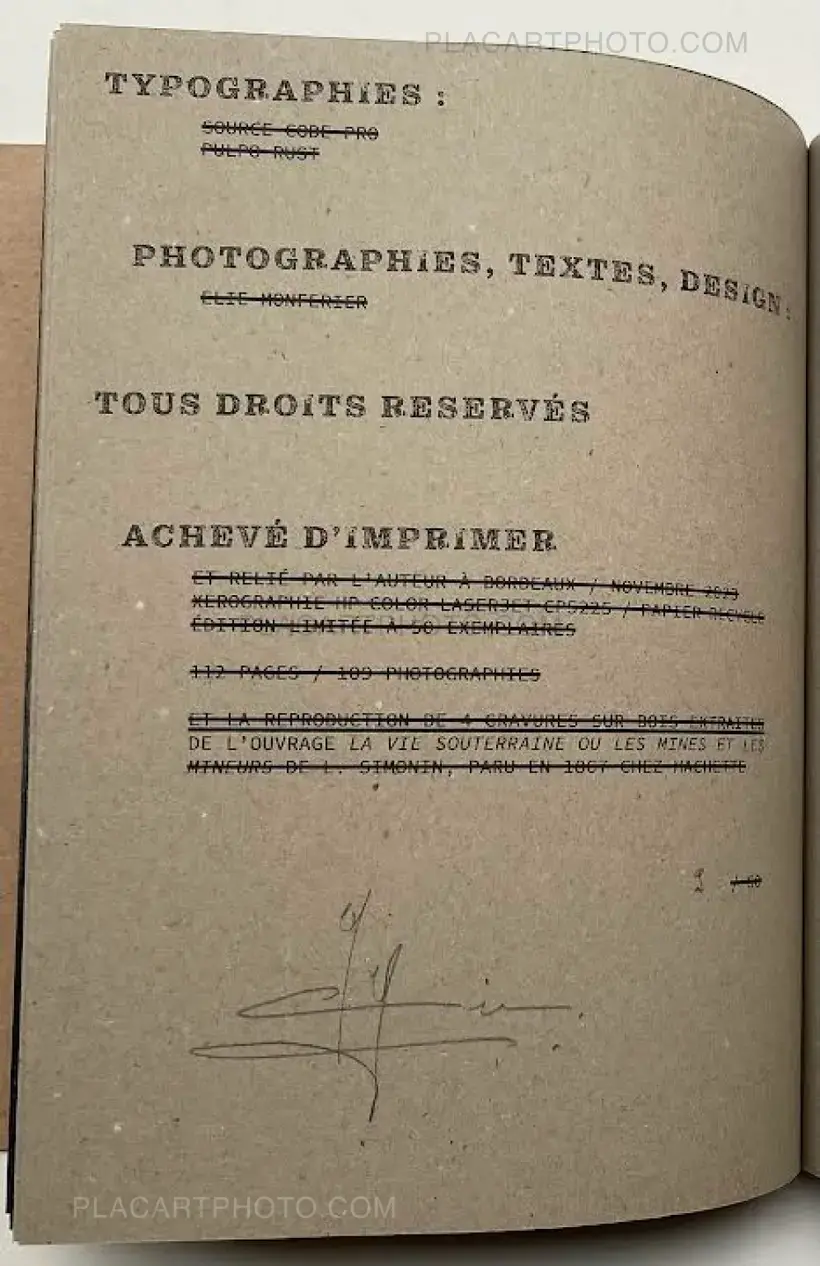 PLACARTPHOTO.COM
TYPOGRAPHIES :
SOURCE CODE PRO
PULPO RUST
PHOTOGRAPHIES, TEXTES, DESIGN :
ELIE MONFERIER
TOUS DROITS RESERVÉS
ACHEVÉ D'IMPRIMER
ET RELIÉ PAR L'AUTEUR À BORDEAUX / NOVEMBRE 2023
XEROGRAPHIE HP COLOR LASERJET CP5225 / PAPIER RECYCLÉ
ÉDITION LIMITÉE À 50 EXEMPLAIRES
112 PAGES / 109 PHOTOGRAPHIES
ET LA REPRODUCTION DE 4 GRAVURES SUR BOIS EXTRAITES
DE L'OUVRAGE LA VIE SOUTERRAINE OU LES MINES ET LES
MINEURS DE L. SIMONIN, PARU EN 1867 CHEZ HACHETTE
/ 50
PLACARTPHOTO.COM